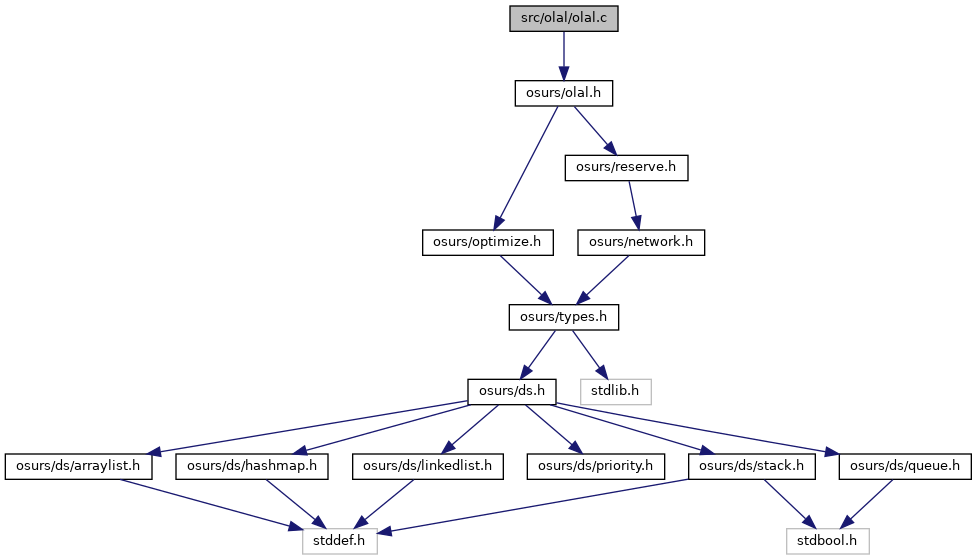 src/olal/olal.c
osurs/olal.h
osurs/reserve.h
osurs/optimize.h
osurs/network.h
osurs/types.h
osurs/ds.h
stdlib.h
osurs/ds/arraylist.h
osurs/ds/hashmap.h
osurs/ds/linkedlist.h
osurs/ds/priority.h
osurs/ds/stack.h
osurs/ds/queue.h
stddef.h
stdbool.h